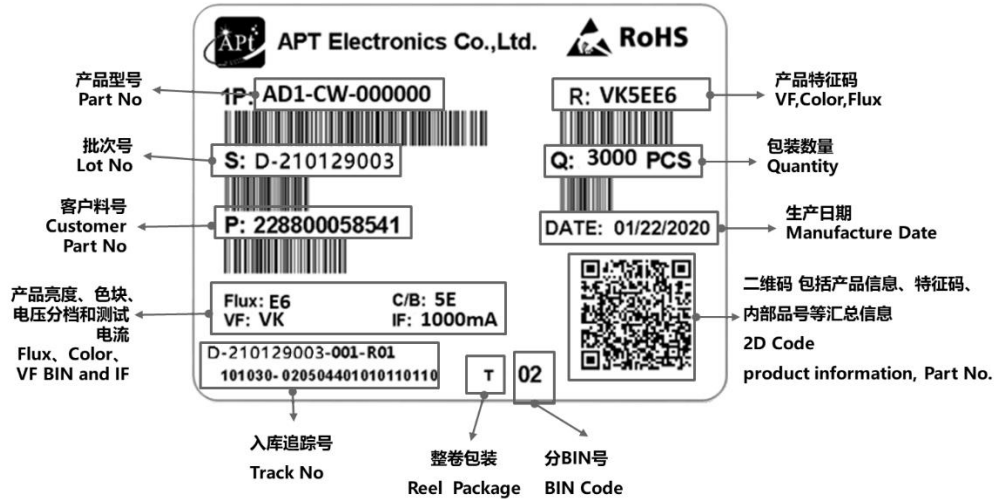 APT
APT Electronics Co.,Ltd.
RoHS
产品型号
Part No
1P: AD1-CW-000000
R: VK5EE6
产品特征码
VF,Color,Flux
批次号
Lot No
S: D-210129003
Q: 3000 PCS
包装数量
Quantity
客户料号
Customer
Part No
P: 228800058541
DATE: 01/22/2020
生产日期
Manufacture Date
产品亮度、色块、
电压分档和测试
电流
Flux、Color、
VF BIN and IF
Flux: E6
C/B: 5E
VF: VK
IF: 1000mA
二维码 包括产品信息、特征码、
内部品号等汇总信息
2D Code
product information, Part No.
D-210129003-001-R01
101030-020504401010110110
T
02
入库追踪号
Track No
整卷包装
Reel Package
分BIN号
BIN Code